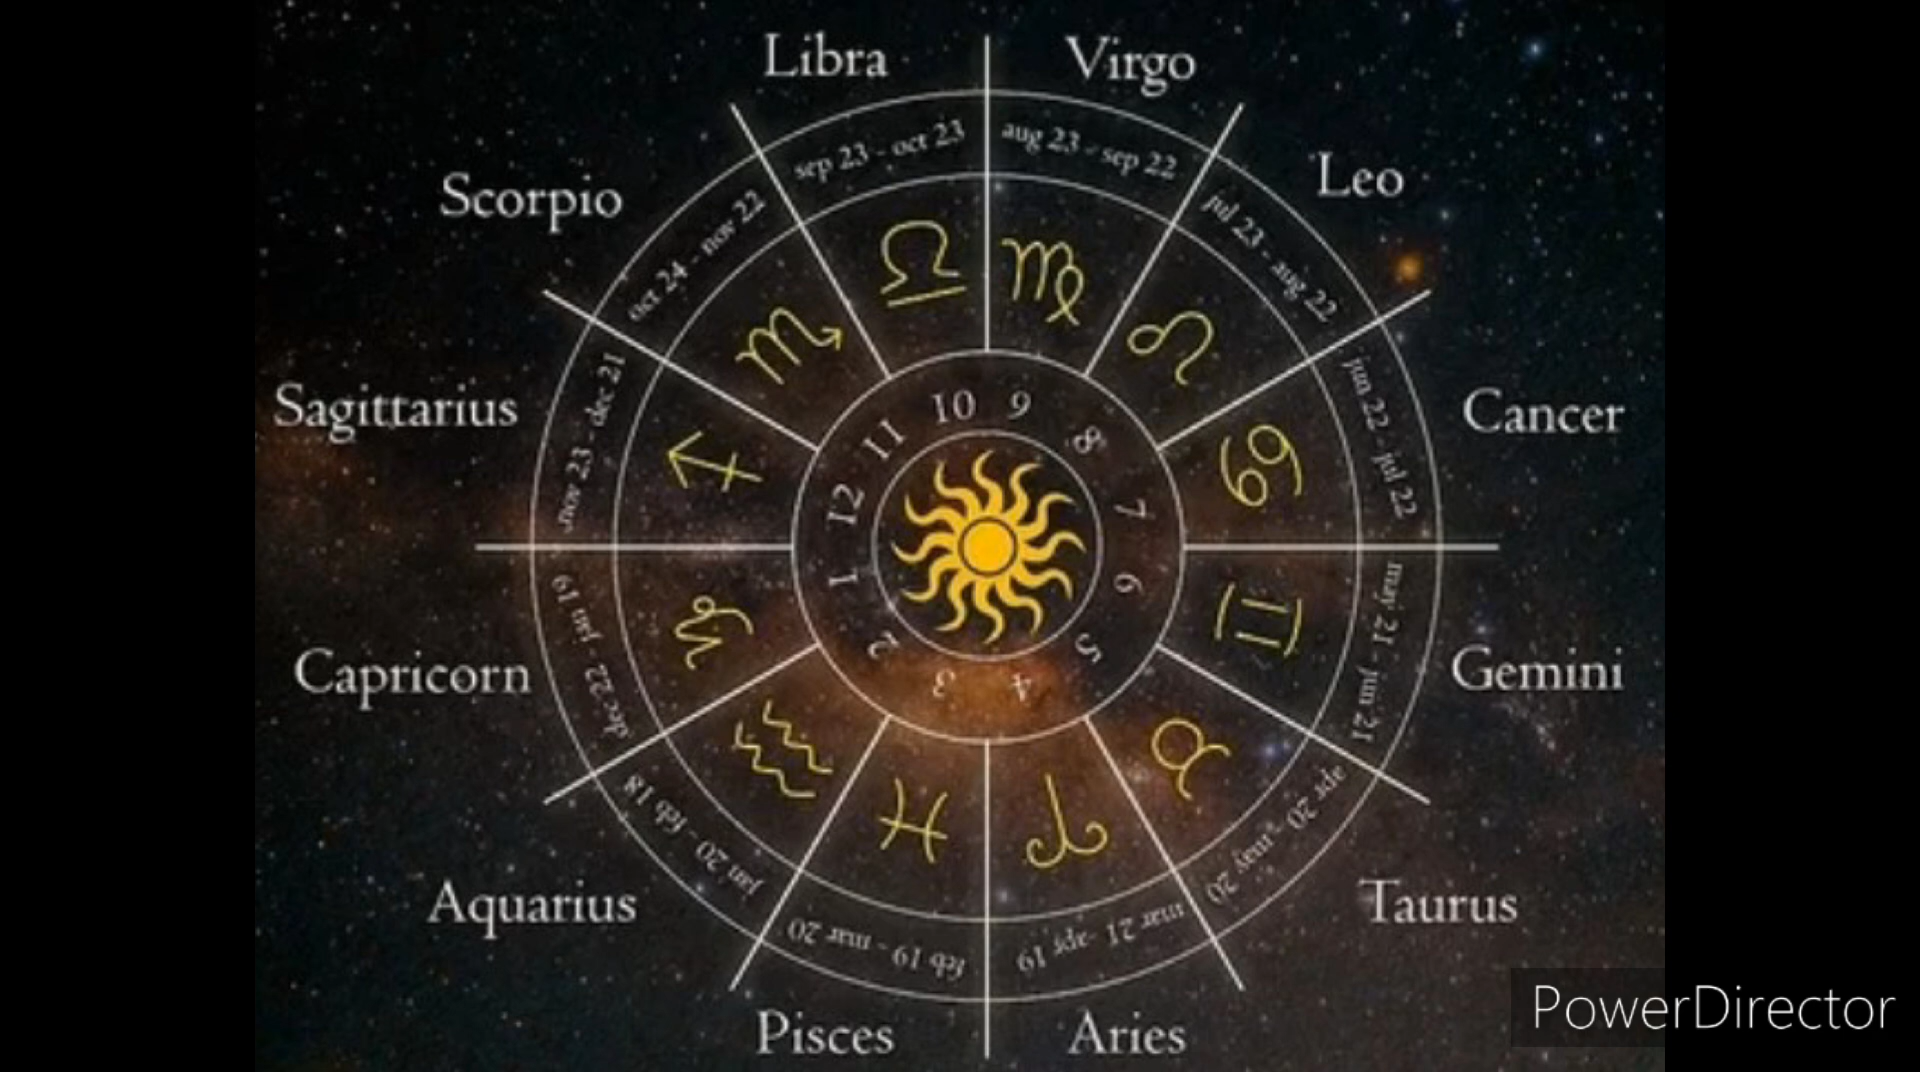 Libra
Virgo
Leo
Cancer
Gemini
Taurus
Aries
Pisces
Aquarius
Capricorn
Sagittarius
Scorpio
sep 23 - oct 23
aug 23 - sep 22
jul 23 - aug 22
jun 22 - jul 22
may 21 - jun 21
apr 20 - may 20
mar 21 -apr 19
feb 19 - mar 20
jan 20 - feb 18
dec 22 - jan 19
nov 23 - dec 21
oct 24 - nov 22
10
9
8
7
6
5
4
3
2
1
12
11
PowerDirector